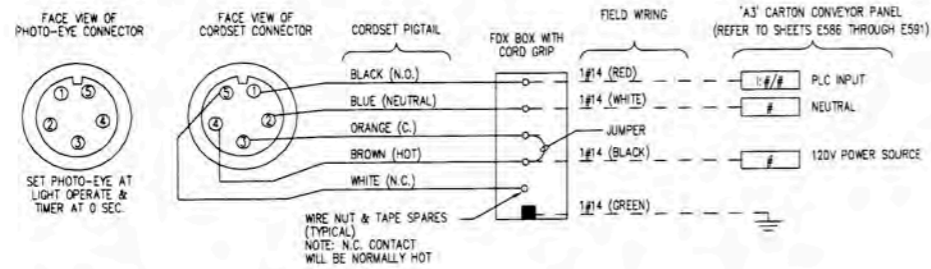 FACE VIEW OF
PHOTO-EYE CONNECTOR
1
5
2
4
3
SET PHOTO-EYE AT
LIGHT OPERATE &
TIMER AT 0 SEC.
FACE VIEW OF
CORDSET CONNECTOR
5
1
4
2
3
CORDSET PIGTAIL
BLACK (N.O.)
BLUE (NEUTRAL)
ORANGE (C.)
BROWN (HOT)
WHITE (N.C.)
WIRE NUT & TAPE SPARES
(TYPICAL)
NOTE: N.C. CONTACT
WILL BE NORMALLY HOT
FDX BOX WITH
CORD GRIP
FIELD WIRING
1#14 (RED)
1#14 (WHITE)
JUMPER
1#14 (BLACK)
1#14 (GREEN)
'A3' CARTON CONVEYOR PANEL
(REFER TO SHEETS E586 THROUGH E591)
PLC INPUT
# NEUTRAL
# 120V POWER SOURCE